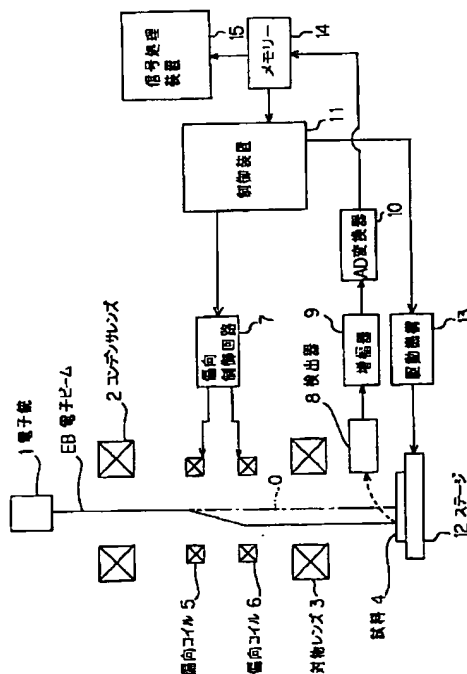 1 電子銃
EB 電子ビーム
2 コンデンサレンズ
偏向コイル 5
偏向コイル 6
対物レンズ 3
O
試料 4
12 ステージ
偏向
制御回路
7
8 検出器
増幅器
9
AD変換器
10
駆動機構
13
制御装置
11
メモリー
14
信号処理
装置
15